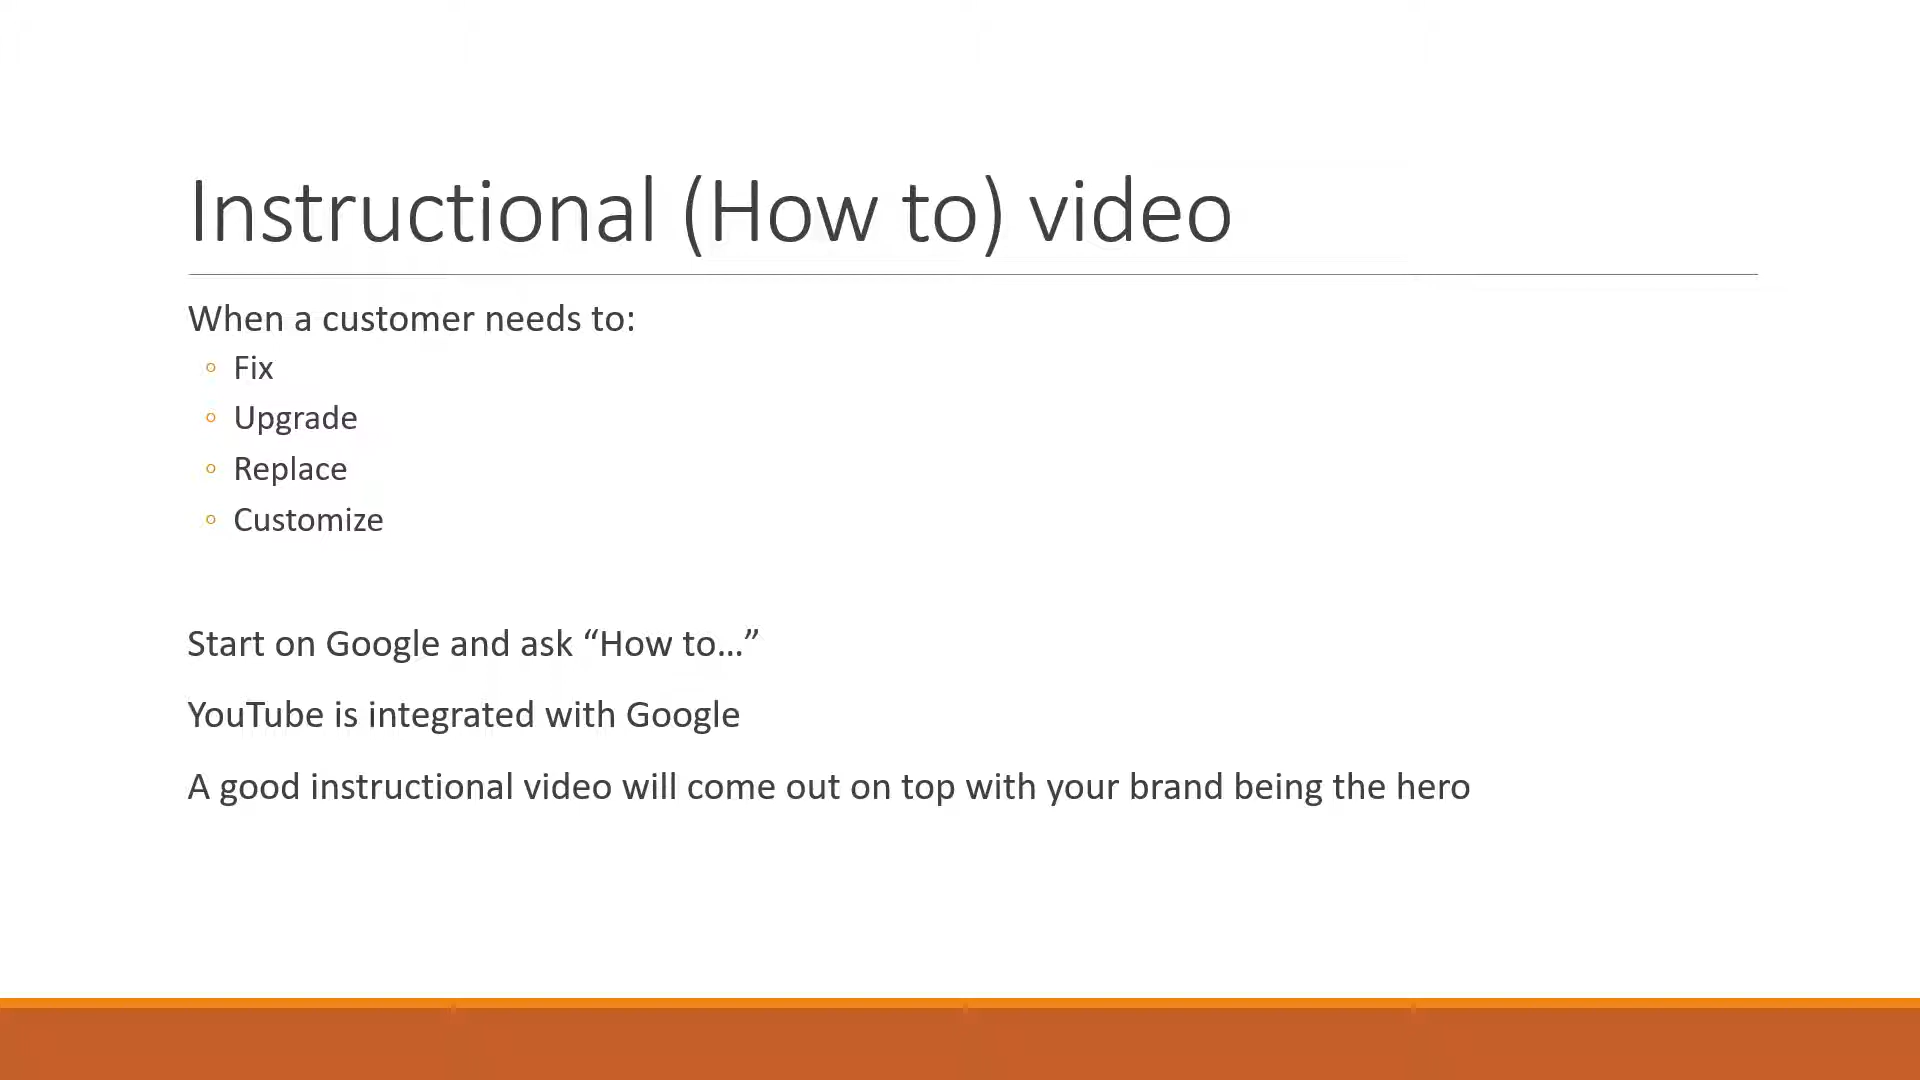 Instructional (How to) video
When a customer needs to:
◦ Fix
◦ Upgrade
◦ Replace
◦ Customize
Start on Google and ask “How to…”
YouTube is integrated with Google
A good instructional video will come out on top with your brand being the hero